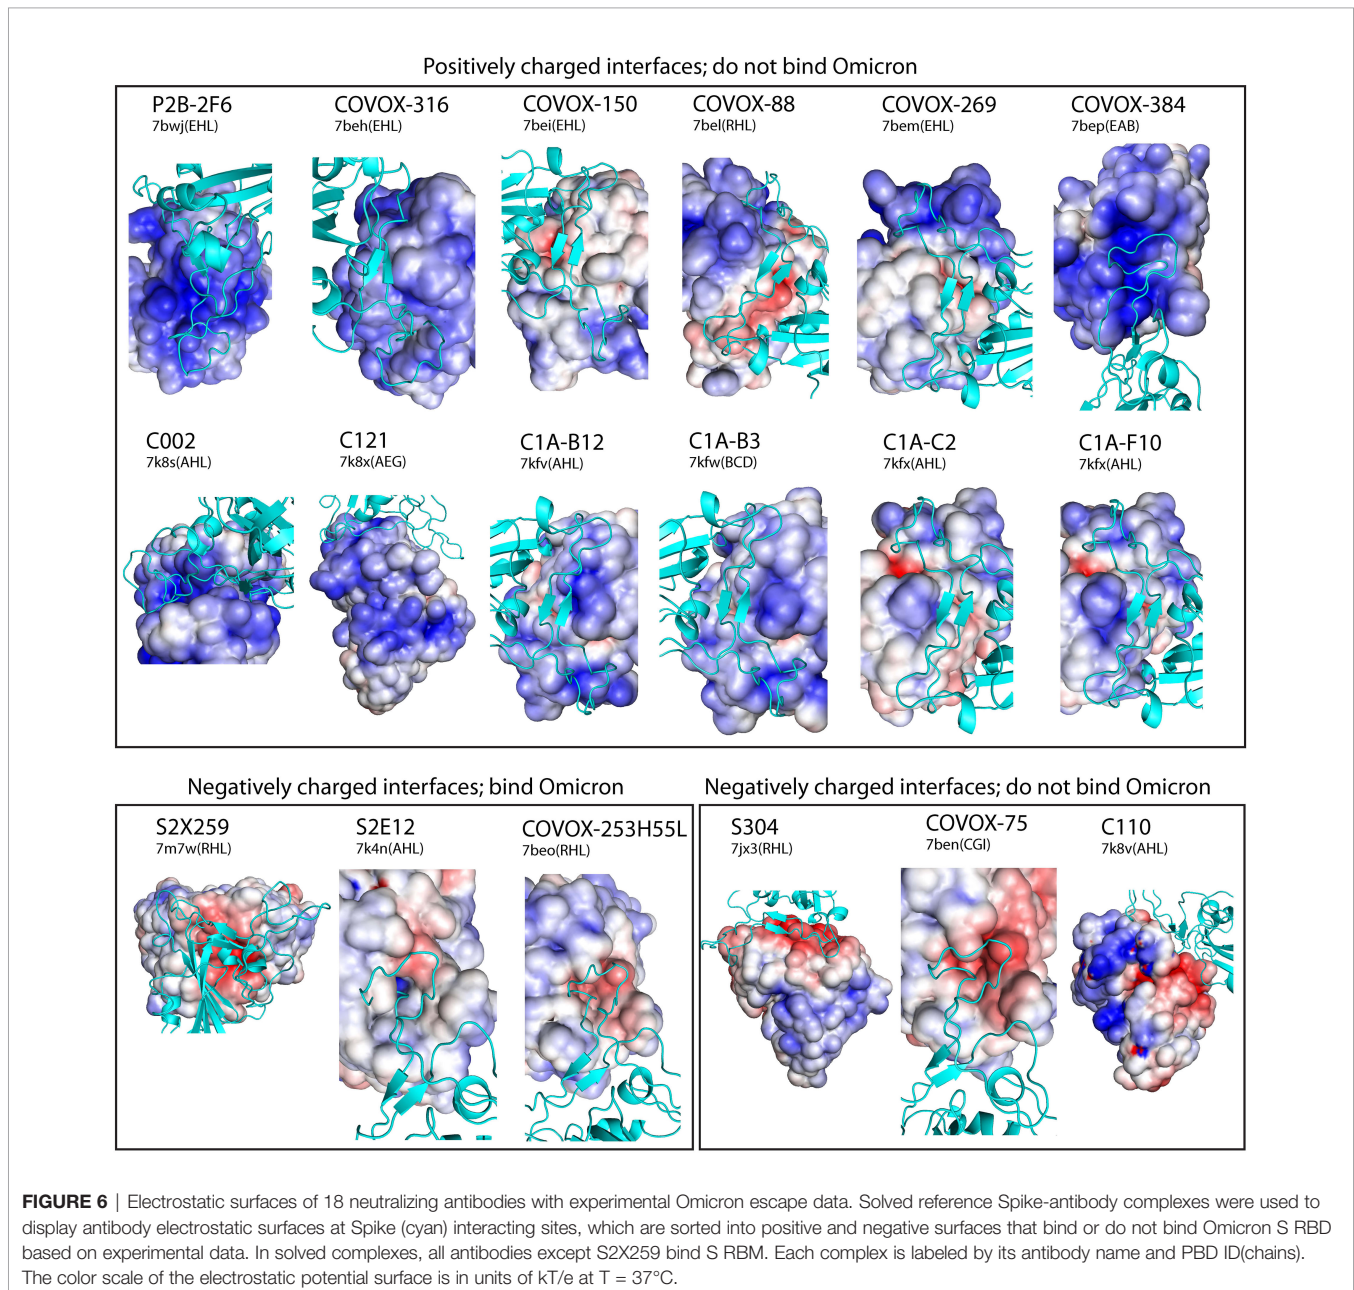 Positively charged interfaces; do not bind Omicron
P2B-2F6
7bwj(EHL)
COVOX-316
7beh(EHL)
COVOX-150
7bei(EHL)
COVOX-88
7bel(RHL)
COVOX-269
7bem(EHL)
COVOX-384
7bep(EAB)
C002
7k8s(AHL)
C121
7k8x(AEG)
C1A-B12
7kfv(AHL)
C1A-B3
7kfw(BCD)
C1A-C2
7kfx(AHL)
C1A-F10
7kfx(AHL)
Negatively charged interfaces; bind Omicron
S2X259
7m7w(RHL)
S2E12
7k4n(AHL)
COVOX-253H55L
7beo(RHL)
Negatively charged interfaces; do not bind Omicron
S304
7jx3(RHL)
COVOX-75
7ben(CGI)
C110
7k8v(AHL)
FIGURE 6 | Electrostatic surfaces of 18 neutralizing antibodies with experimental Omicron escape data. Solved reference Spike-antibody complexes were used to
display antibody electrostatic surfaces at Spike (cyan) interacting sites, which are sorted into positive and negative surfaces that bind or do not bind Omicron S RBD
based on experimental data. In solved complexes, all antibodies except S2X259 bind S RBM. Each complex is labeled by its antibody name and PBD ID(chains).
The color scale of the electrostatic potential surface is in units of kT/e at T = 37°C.